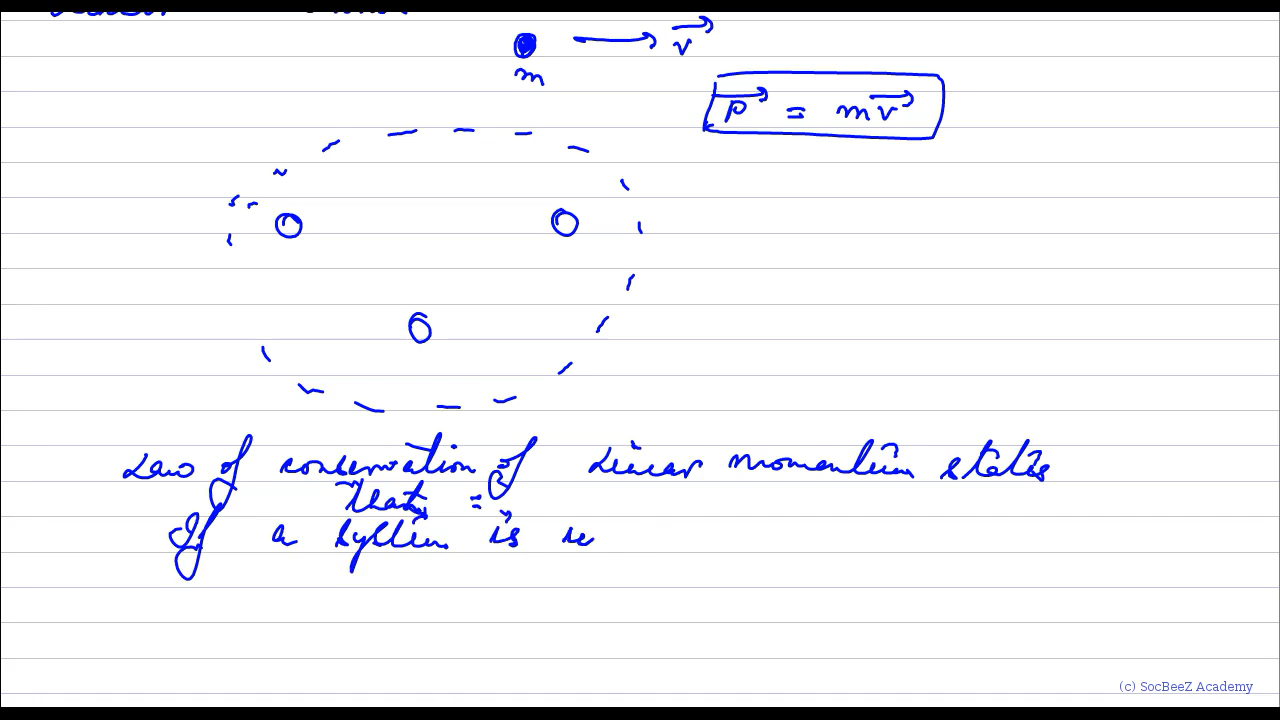 v
m
p = mv
Law of conservation of Linear momentum states
that :
If a system is
(c) SocBeeZ Academy